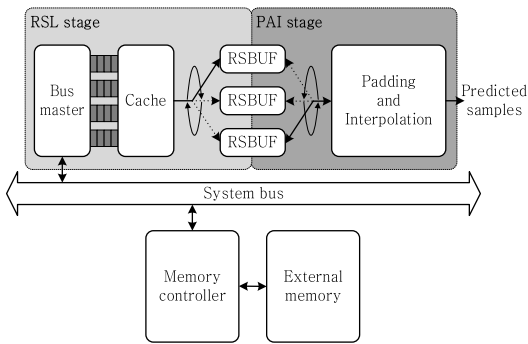 RSL stage
PAI stage
Bus
master
Cache
RSBUF
RSBUF
RSBUF
Padding
and
Interpolation
Predicted
samples
System bus
Memory
controller
External
memory